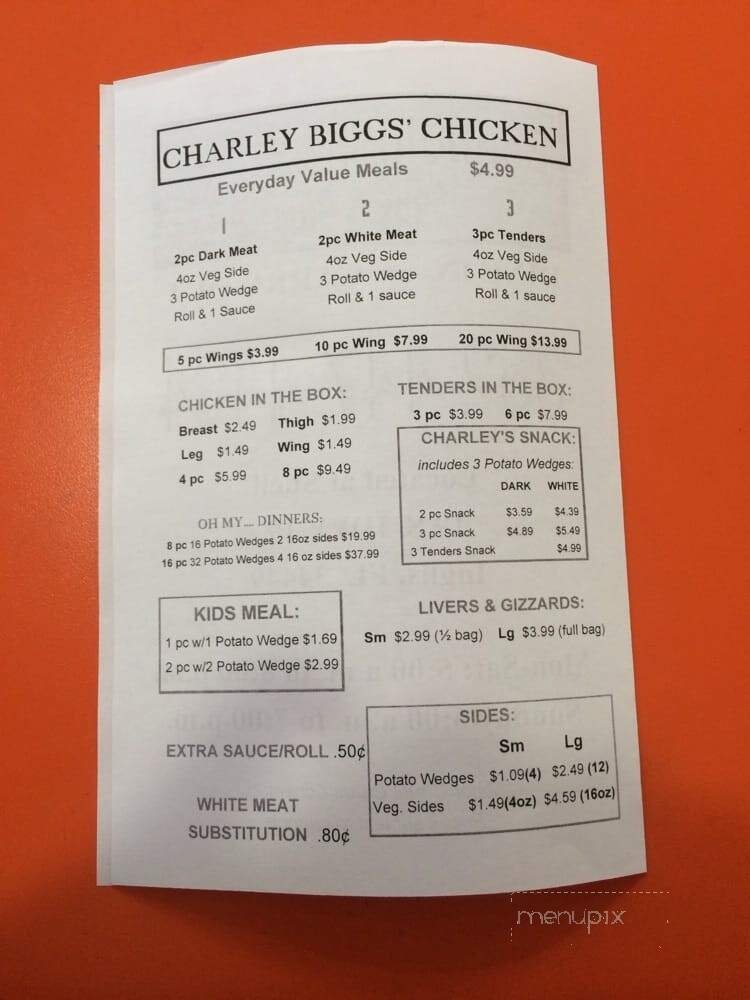 CHARLEY BIGGS' CHICKEN
Everyday Value Meals $4.99
1 2 3
2pc Dark Meat 2pc White Meat 3pc Tenders
4oz Veg Side 4oz Veg Side 4oz Veg Side
3 Potato Wedge 3 Potato Wedge 3 Potato Wedge
Roll & 1 Sauce Roll & 1 sauce Roll & 1 sauce
5 pc Wings $3.99 10 pc Wing $7.99 20 pc Wing $13.99
CHICKEN IN THE BOX:
Breast $2.49 Thigh $1.99
Leg $1.49 Wing $1.49
4 pc $5.99 8 pc $9.49
TENDERS IN THE BOX:
3 pc $3.99 6 pc $7.99
CHARLEY'S SNACK:
includes 3 Potato Wedges:
DARK WHITE
2 pc Snack $3.59 $4.39
3 pc Snack $4.89 $5.49
3 Tenders Snack $4.99
OH MY.... DINNERS:
8 pc 16 Potato Wedges 2 16oz sides $19.99
16 pc 32 Potato Wedges 4 16 oz sides $37.99
KIDS MEAL:
1 pc w/1 Potato Wedge $1.69
2 pc w/2 Potato Wedge $2.99
LIVERS & GIZZARDS:
Sm $2.99 (½ bag) Lg $3.99 (full bag)
EXTRA SAUCE/ROLL .50¢
WHITE MEAT
SUBSTITUTION .80¢
SIDES:
Sm Lg
Potato Wedges $1.09(4) $2.49 (12)
Veg. Sides $1.49(4oz) $4.59 (16oz)
menupix